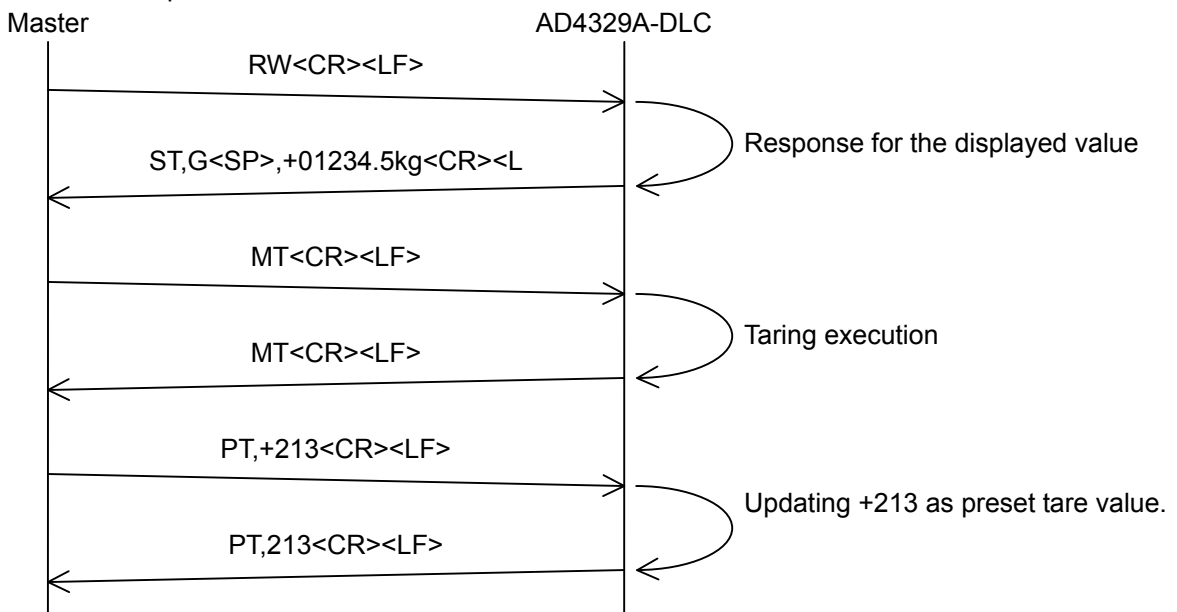 Master
AD4329A-DLC
RW<CR><LF>
Response for the displayed value
ST,G<SP>,+01234.5kg<CR><L
MT<CR><LF>
Taring execution
MT<CR><LF>
PT,+213<CR><LF>
Updating +213 as preset tare value.
PT,213<CR><LF>